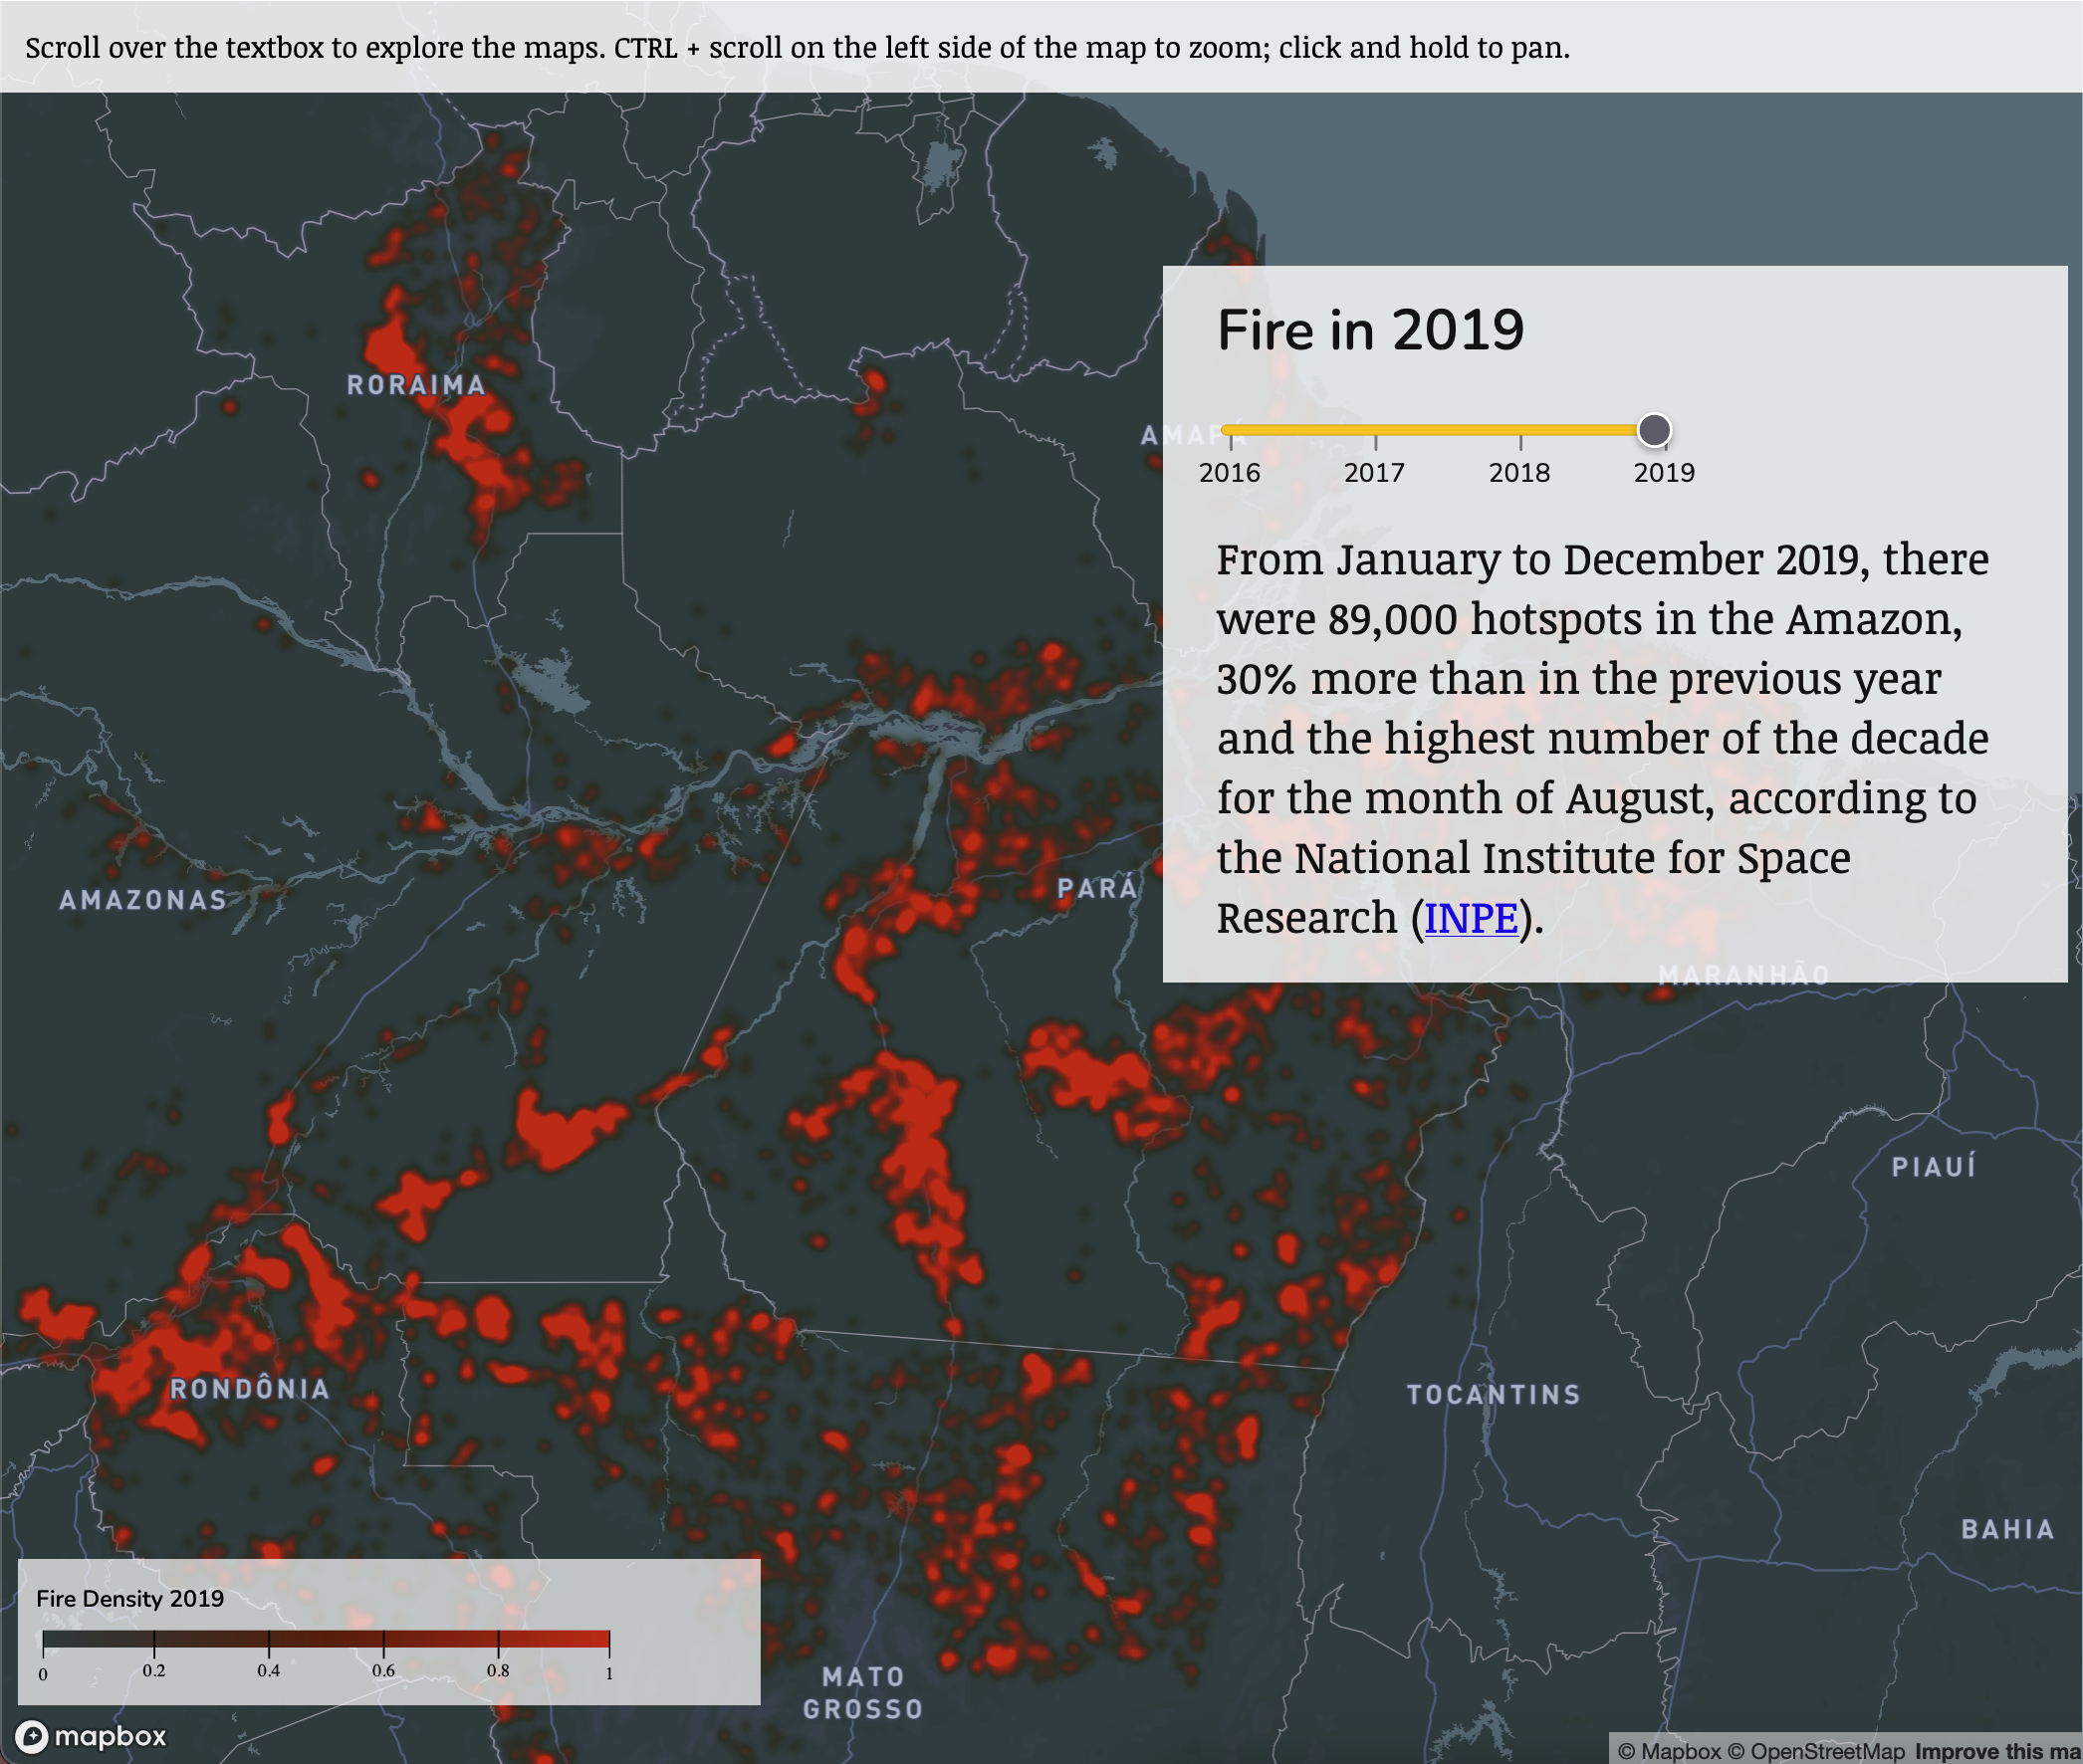 Scroll over the textbox to explore the maps. CTRL + scroll on the left side of the map to zoom; click and hold to pan.
Fire in 2019
RORAIMA
AMAPÁ
2016 2017 2018 2019
From January to December 2019, there
were 89,000 hotspots in the Amazon,
30% more than in the previous year
and the highest number of the decade
for the month of August, according to
the National Institute for Space
Research (INPE).
AMAZONAS
PARÁ
MARANHÃO
PIAUÍ
RONDÔNIA
TOCANTINS
BAHIA
Fire Density 2019
0 0.2 0.4 0.6 0.8 1
MATO
GROSSO
mapbox
© Mapbox © OpenStreetMap Improve this ma